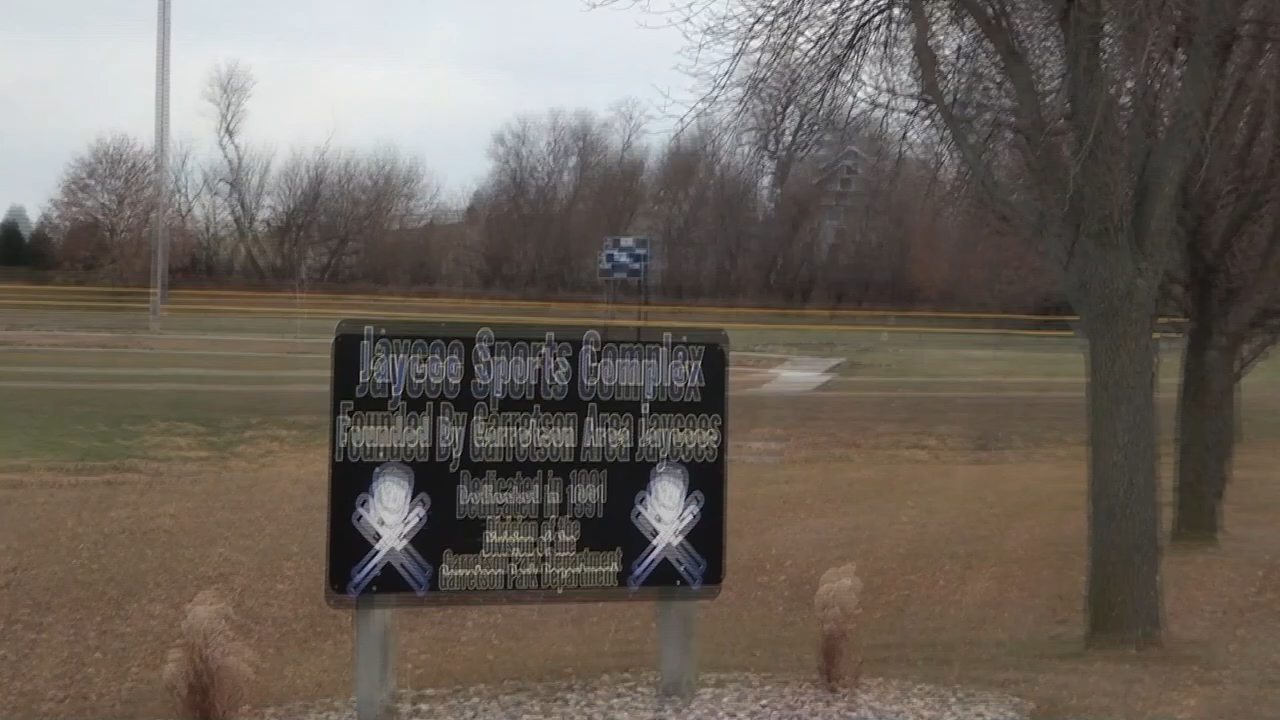 Jaycee Sports Complex
Founded By Garretson Area Jaycees
Dedicated in 1991
Division of the
Garretson Park Department